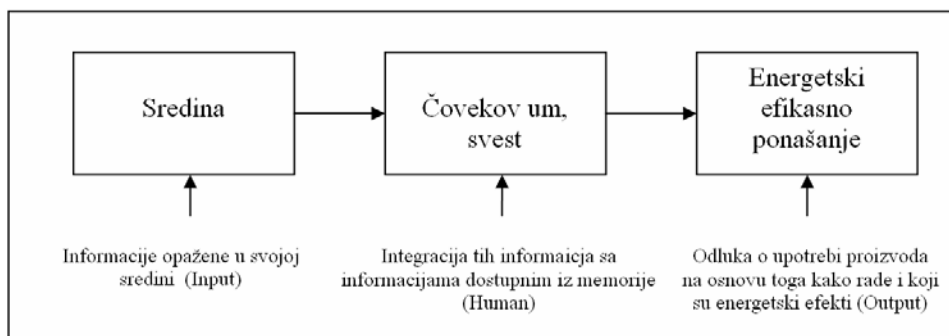 Sredina
Čovekov um,
svest
Energetski
efikasno
ponašanje
Informacije opažene u svojoj
sredini (Input)
Integracija tih informaicja sa
informacijama dostupnim iz memorije
(Human)
Odluka o upotrebi proizvoda
na osnovu toga kako rade i koji
su energetski efekti (Output)